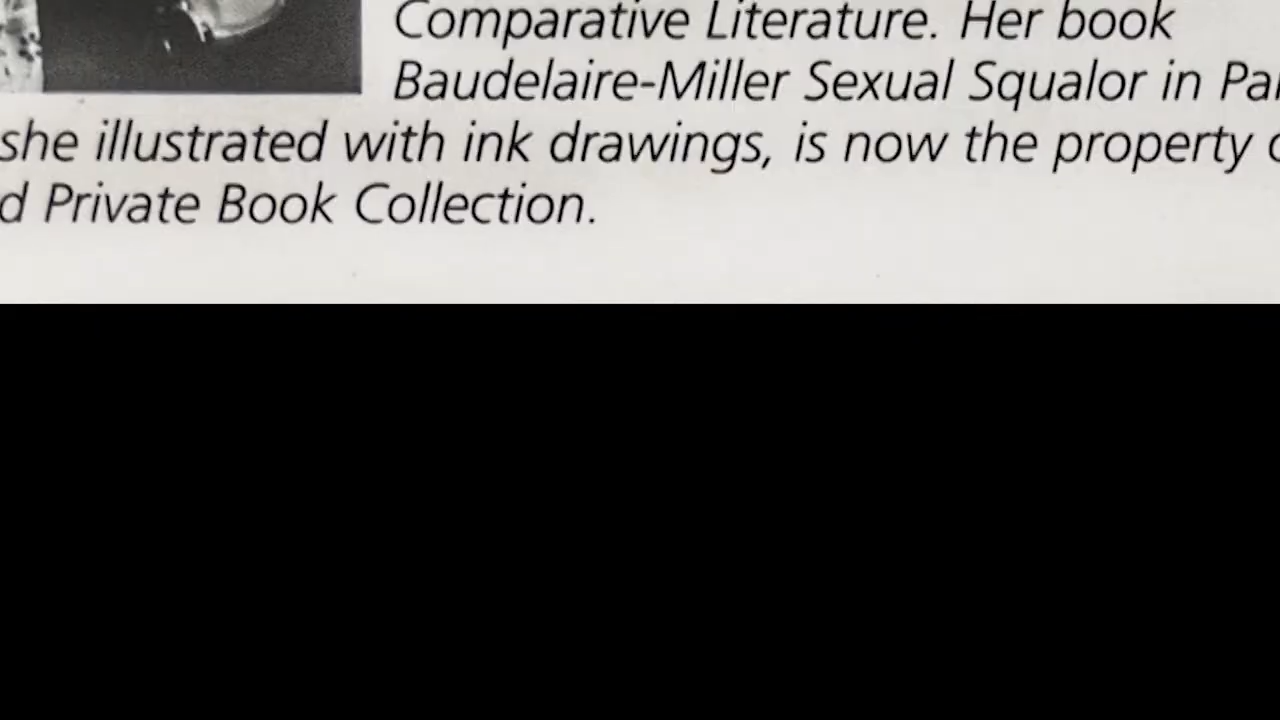 Comparative Literature. Her book
Baudelaire-Miller Sexual Squalor in
she illustrated with ink drawings, is now the property
Private Book Collection.